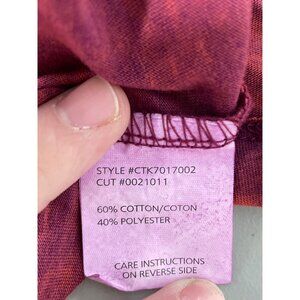 STYLE #CTK7017002
CUT #0021011
60% COTTON/COTON
40% POLYESTER
CARE INSTRUCTIONS
ON REVERSE SIDE